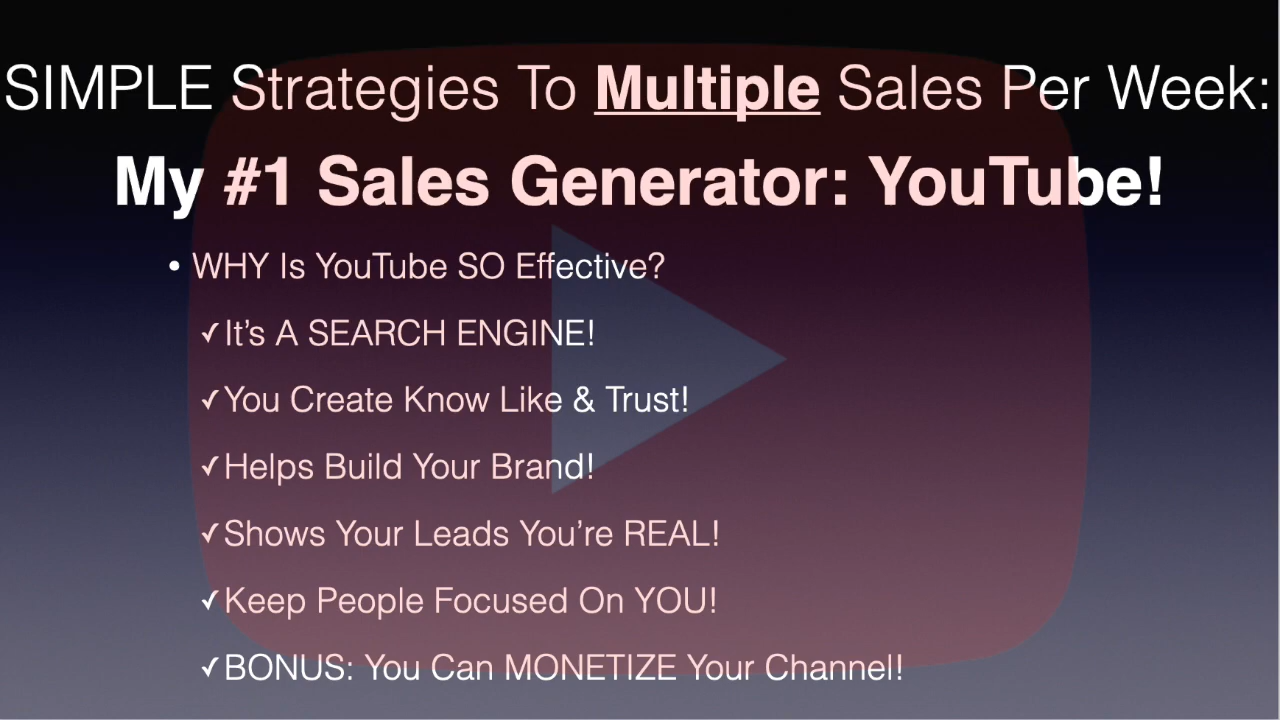 SIMPLE Strategies To Multiple Sales Per Week:
My #1 Sales Generator: YouTube!
• WHY Is YouTube SO Effective?
✓It’s A SEARCH ENGINE!
✓You Create Know Like & Trust!
✓Helps Build Your Brand!
✓Shows Your Leads You’re REAL!
✓Keep People Focused On YOU!
✓BONUS: You Can MONETIZE Your Channel!